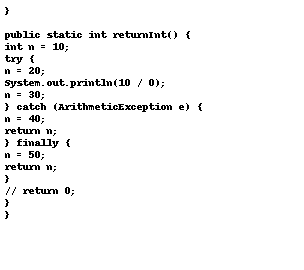 }
public static int returnInt() {
int n = 10;
try {
n = 20;
System.out.println(10 / 0);
n = 30;
} catch (ArithmeticException e) {
n = 40;
return n;
} finally {
n = 50;
return n;
}
// return 0;
}
}